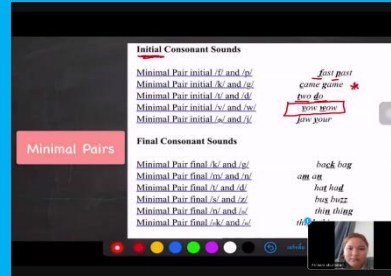 Minimal Pairs
Initial Consonant Sounds
Minimal Pair initial /f/ and /p/ fast past
Minimal Pair initial /k/ and /g/ came game
Minimal Pair initial /t/ and /d/ two do
Minimal Pair initial /v/ and /w/ vow wow
Minimal Pair initial and /j/ jaw your
Final Consonant Sounds
Minimal Pair final /k/ and /g/ back bag
Minimal Pair final /m/ and /n/ am an
Minimal Pair final /t/ and /d/ hat had
Minimal Pair final /s/ and /z/ bus buzz
Minimal Pair final /n/ and thin thing
Minimal Pair final and